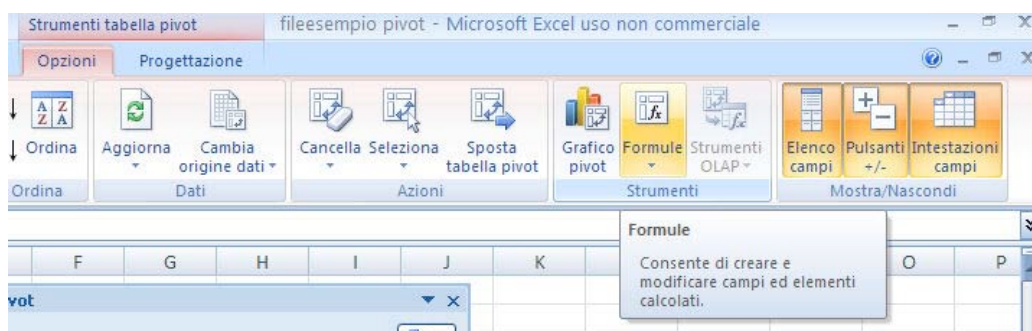 Strumenti tabella pivot fileesempio pivot - Microsoft Excel uso non commerciale
Opzioni Progettazione
A Z
Z A
Ordina
Aggiorna
Cambia
origine dati
Cancella
Seleziona
Sposta
tabella pivot
Grafico
pivot
Formule
Strumenti
OLAP
Elenco
campi
Pulsanti
+/-
Intestazioni
campi
Ordina Dati Azioni Strumenti Mostra/Nascondi
Formule
Consente di creare e
modificare campi ed elementi
calcolati.
F G H I J K O P